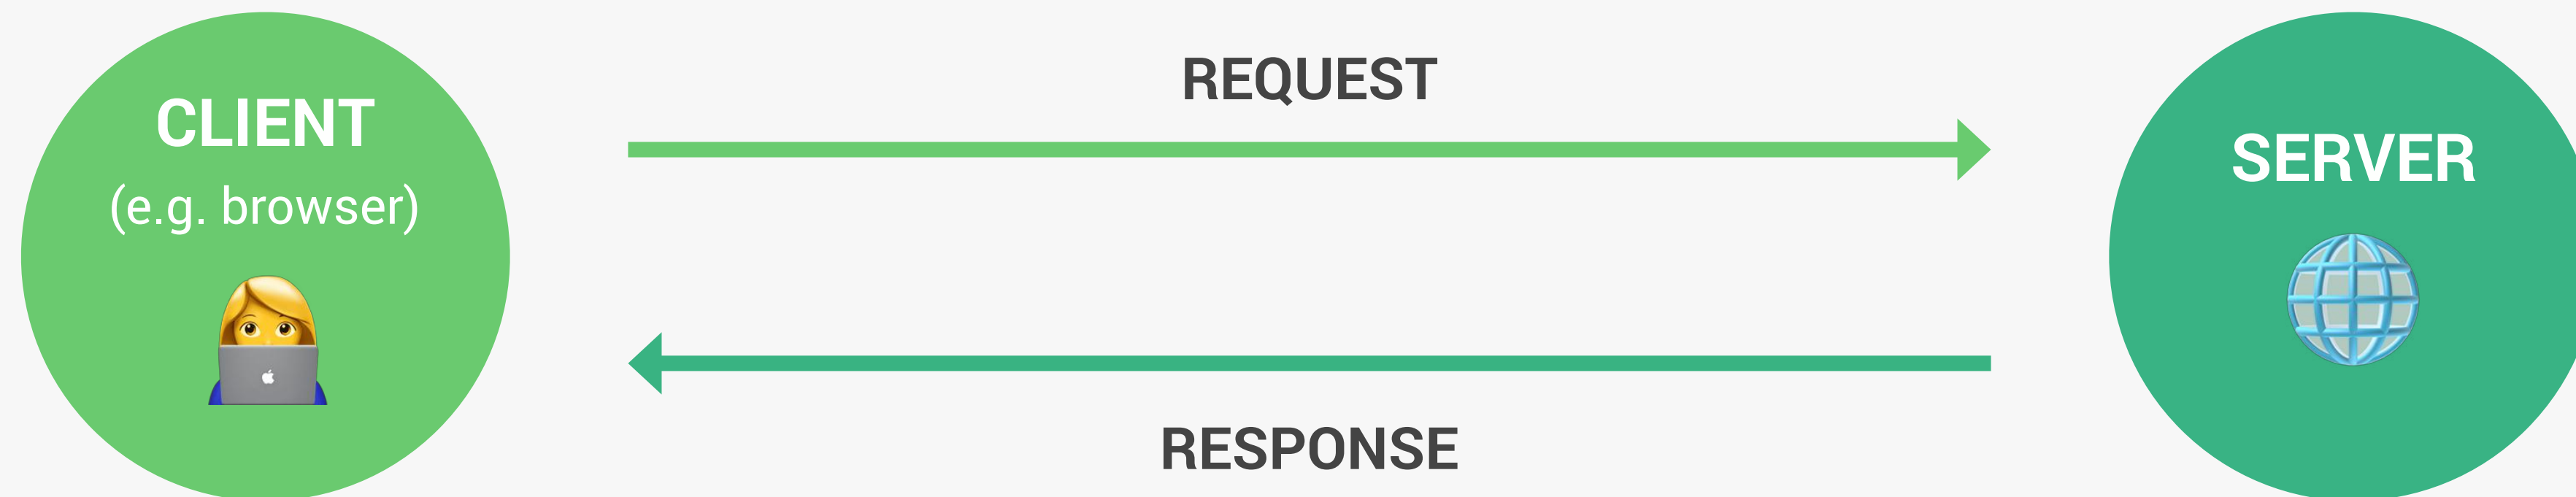 CLIENT
(e.g. browser)
REQUEST
SERVER
RESPONSE